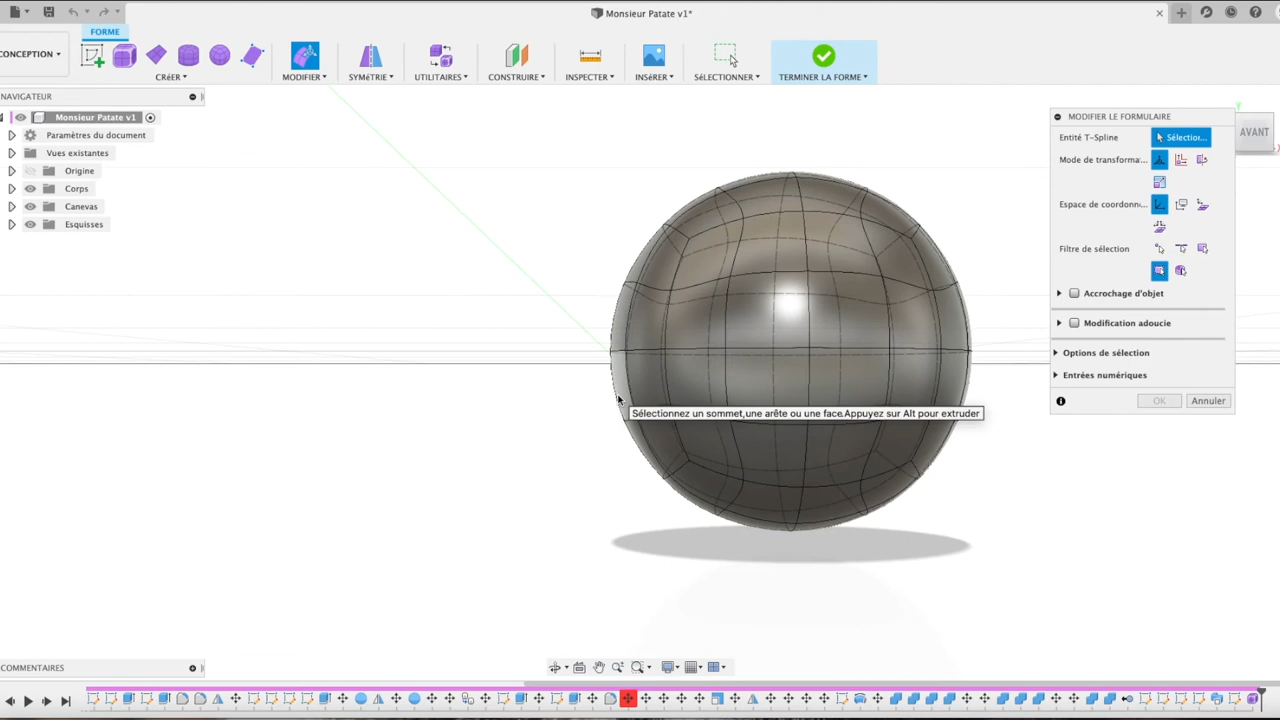 Monsieur Patate v1*
FORME
CONCEPTION
CRÉER
MODIFIER
SYMÉTRIE
UTILITAIRES
CONSTRUIRE
INSPECTER
INSÉRER
SÉLECTIONNER
TERMINER LA FORME
NAVIGATEUR
Monsieur Patate v1
Paramètres du document
Vues existantes
Origine
Corps
Canevas
Esquisses
MODIFIER LE FORMULAIRE
Entité T-Spline
Sélection...
Mode de transforma...
Espace de coordonn...
Filtre de sélection
Accrochage d'objet
Modification adoucie
Options de sélection
Entrées numériques
OK
Annuler
AVANT
Sélectionnez un sommet,une arête ou une face.Appuyez sur Alt pour extruder
COMMENTAIRES